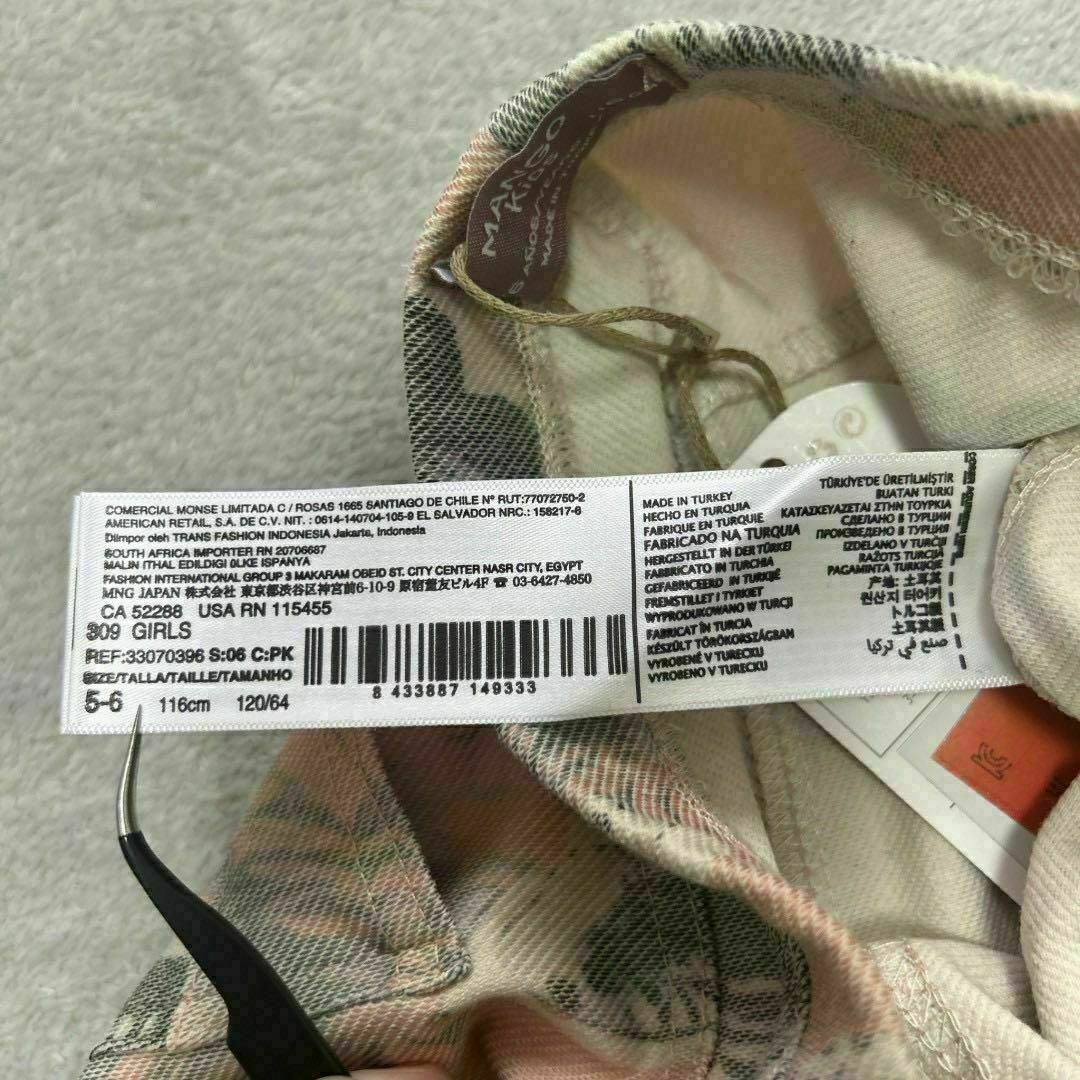 MANGO
KIDS
COMERCIAL MONSE LIMITADA C / ROSAS 1665 SANTIAGO DE CHILE Nº RUT:77072750-2
AMERICAN RETAIL, S.A. DE C.V. NIT. : 0614-140704-105-9 EL SALVADOR NRC.: 158217-6
Diimpor oleh TRANS FASHION INDONESIA Jakarta, Indonesia
SOUTH AFRICA IMPORTER RN 20706687
MALIN ITHAL EDILDIGI ÜLKE ISPANYA
FASHION INTERNATIONAL GROUP 3 MAKARAM OBEID ST. CITY CENTER NASR CITY, EGYPT
MNG JAPAN 株式会社 東京都渋谷区神宮前6-10-9 原宿董友ビル4F ☎ 03-6427-4850
CA 52288 USA RN 115455
309 GIRLS
REF:33070396 S:06 C:PK
SIZE/TALLA/TAILLE/TAMANHO
5-6 116cm 120/64
8 433887 149333
MADE IN TURKEY
HECHO EN TURQUIA
FABRIQUE EN TURQUIE
FABRICADO NA TURQUIA
HERGESTELLT IN DER TÜRKEI
FABBRICATO IN TURCHIA
GEFABRICEERD IN TURKIJE
FREMSTILLET I TYRKIET
WYPRODUKOWANO W TURCJI
FABRICAT ÎN TURCIA
KÉSZÜLT TÖRÖKORSZÁGBAN
VYROBENÉ V TURECKU
VYROBENO V TURECKU
TÜRKİYE'DE ÜRETİLMİŞTİR
BUATAN TURKI
ΚΑΤΑΣΚΕΥΑΖΕΤΑΙ ΣΤΗΝ ΤΟΥΡΚΙΑ
СДЕЛАНО В ТУРЦИИ
ПРОИЗВЕДЕНО В ТУРЦИЯ
IZDELANO V TURČIJI
RAŽOTS TURCIJĀ
PAGAMINTA TURKIJOJE
产地: 土耳其
원산지 터어키
トルコ製
土耳其製
صنع في تركيا